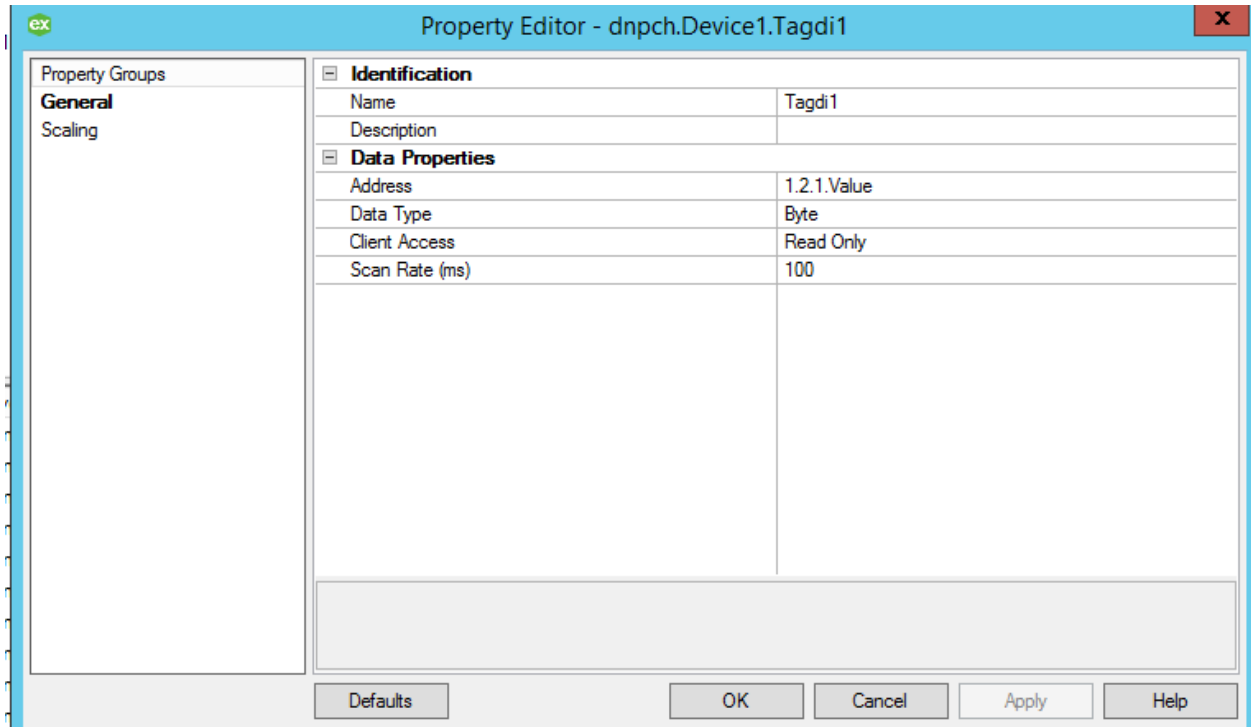 ex
Property Editor - dnpch.Device1.Tagdi1
x
Property Groups
General
Scaling
Identification
Name Tagdi1
Description
Data Properties
Address 1.2.1.Value
Data Type Byte
Client Access Read Only
Scan Rate (ms) 100
Defaults OK Cancel Apply Help